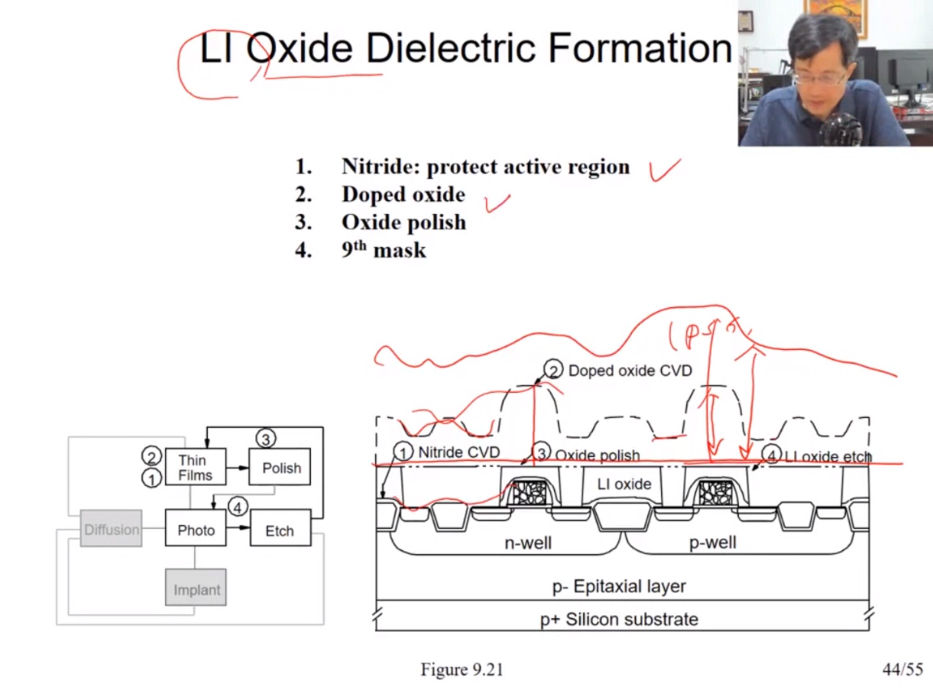 LI Oxide Dielectric Formation
1. Nitride: protect active region
2. Doped oxide
3. Oxide polish
4. 9th mask
2 Doped oxide CVD
1 Nitride CVD
3 Oxide polish
4 LI oxide etch
LI oxide
n-well
p-well
p- Epitaxial layer
p+ Silicon substrate
3
2
1
Thin
Films
Polish
4
Diffusion
Photo
Etch
Implant
Figure 9.21
44/55